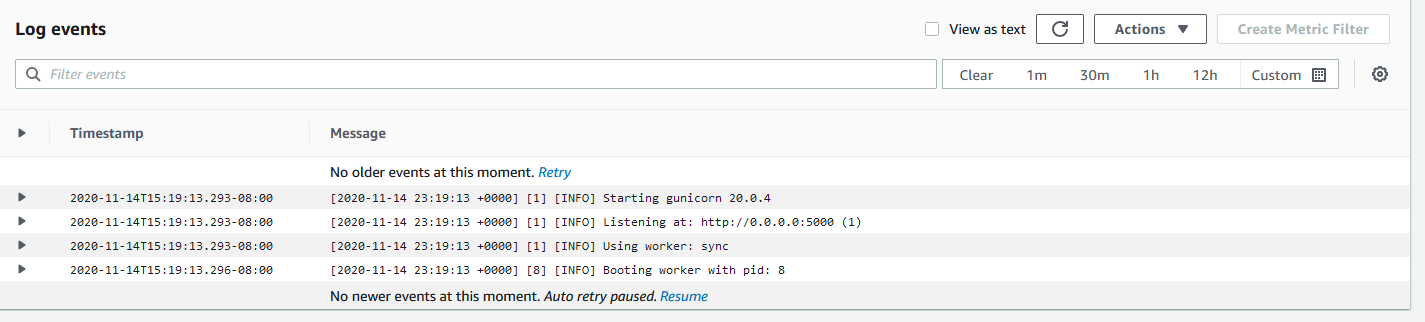 Log events
View as text
Actions
Create Metric Filter
Filter events
Clear 1m 30m 1h 12h Custom
Timestamp Message
No older events at this moment. Retry
2020-11-14T15:19:13.293-08:00 [2020-11-14 23:19:13 +0000] [1] [INFO] Starting gunicorn 20.0.4
2020-11-14T15:19:13.293-08:00 [2020-11-14 23:19:13 +0000] [1] [INFO] Listening at: http://0.0.0.0:5000 (1)
2020-11-14T15:19:13.293-08:00 [2020-11-14 23:19:13 +0000] [1] [INFO] Using worker: sync
2020-11-14T15:19:13.296-08:00 [2020-11-14 23:19:13 +0000] [8] [INFO] Booting worker with pid: 8
No newer events at this moment. Auto retry paused. Resume